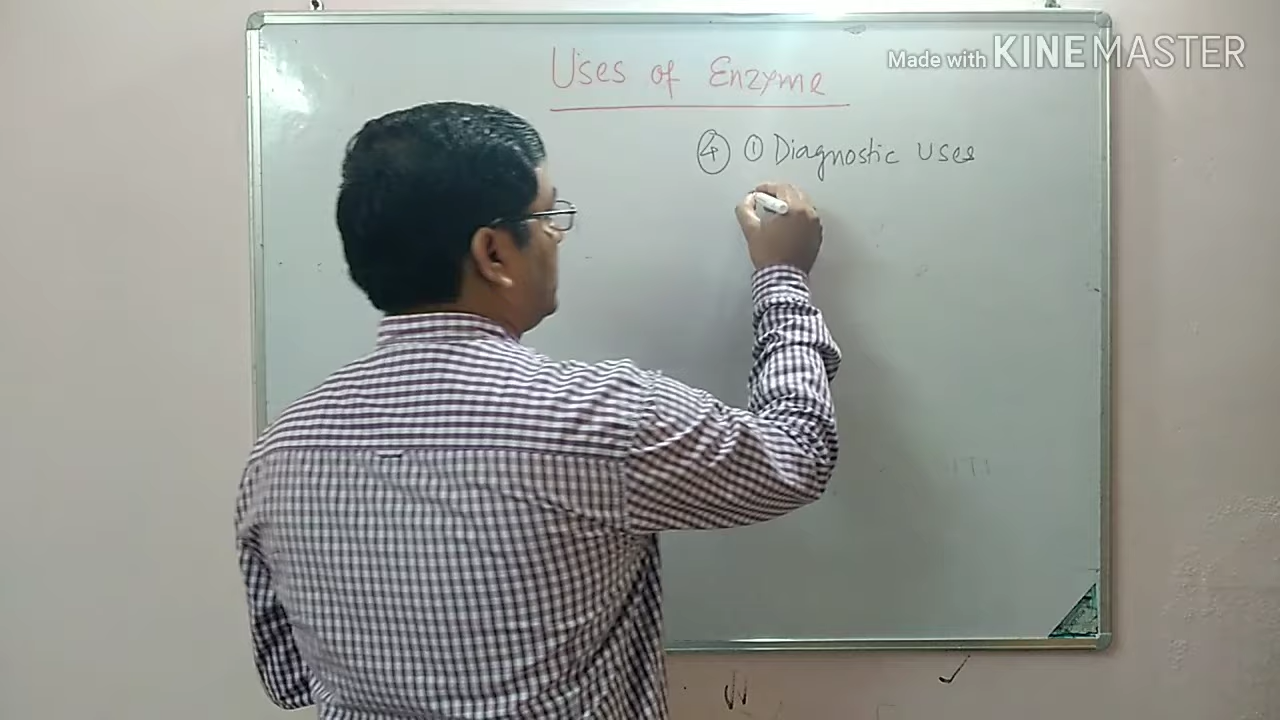 Made with KINEMASTER
Uses of Enzyme
④ ① Diagnostic Uses